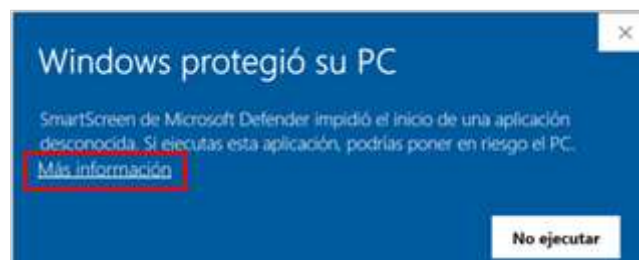 Windows protegió su PC
SmartScreen de Microsoft Defender impidió el inicio de una aplicación
desconocida. Si ejecutas esta aplicación, podrías poner en riesgo el PC.
Más información
No ejecutar